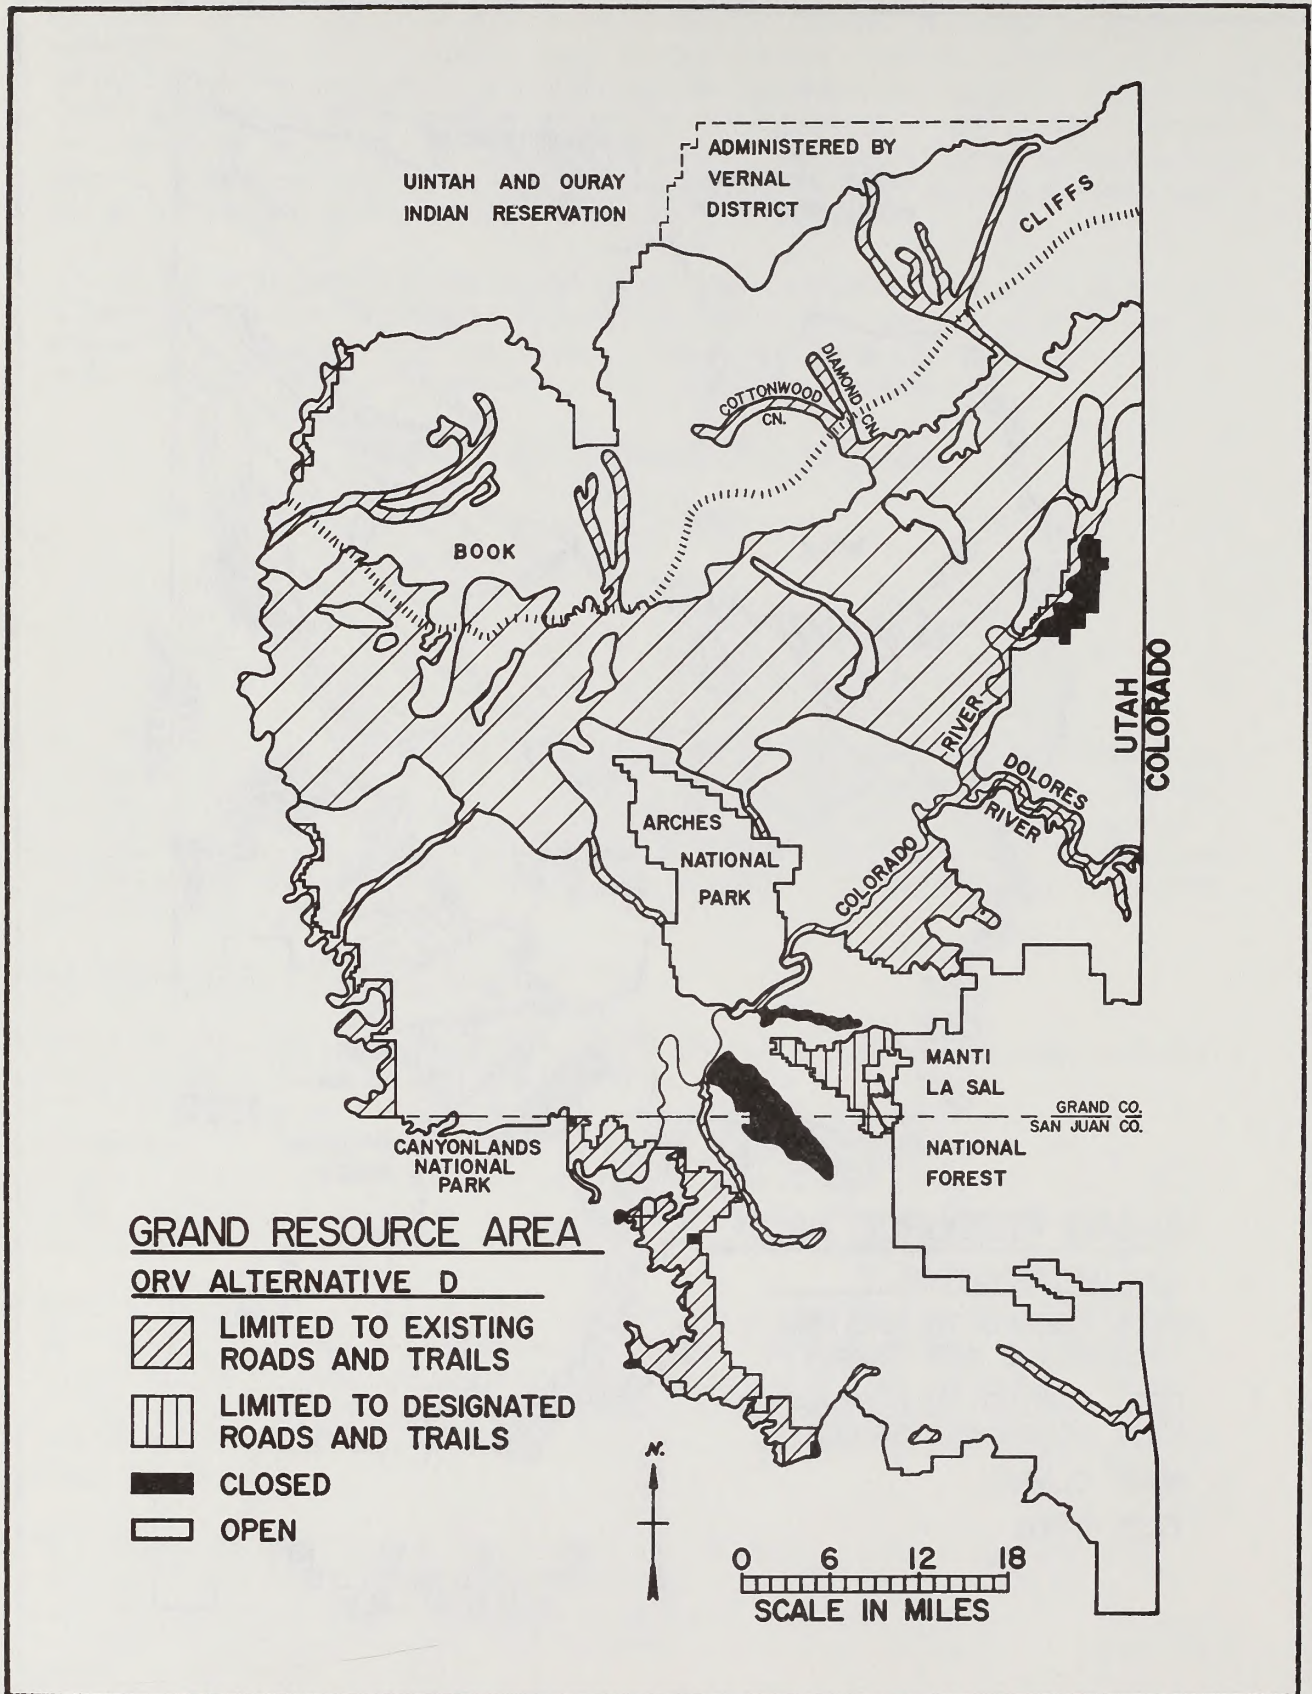 ADMINISTERED BY
VERNAL
DISTRICT
UINTAH AND OURAY
INDIAN RESERVATION
CLIFFS
DIAMOND CN.
COTTONWOOD
CN.
BOOK
UTAH
COLORADO
RIVER
DOLORES
RIVER
COLORADO
ARCHES
NATIONAL
PARK
MANTI
LA SAL
GRAND CO.
SAN JUAN CO.
NATIONAL
FOREST
CANYONLANDS
NATIONAL
PARK
GRAND RESOURCE AREA
ORV ALTERNATIVE D
LIMITED TO EXISTING
ROADS AND TRAILS
LIMITED TO DESIGNATED
ROADS AND TRAILS
CLOSED
OPEN
N.
0 6 12 18
SCALE IN MILES